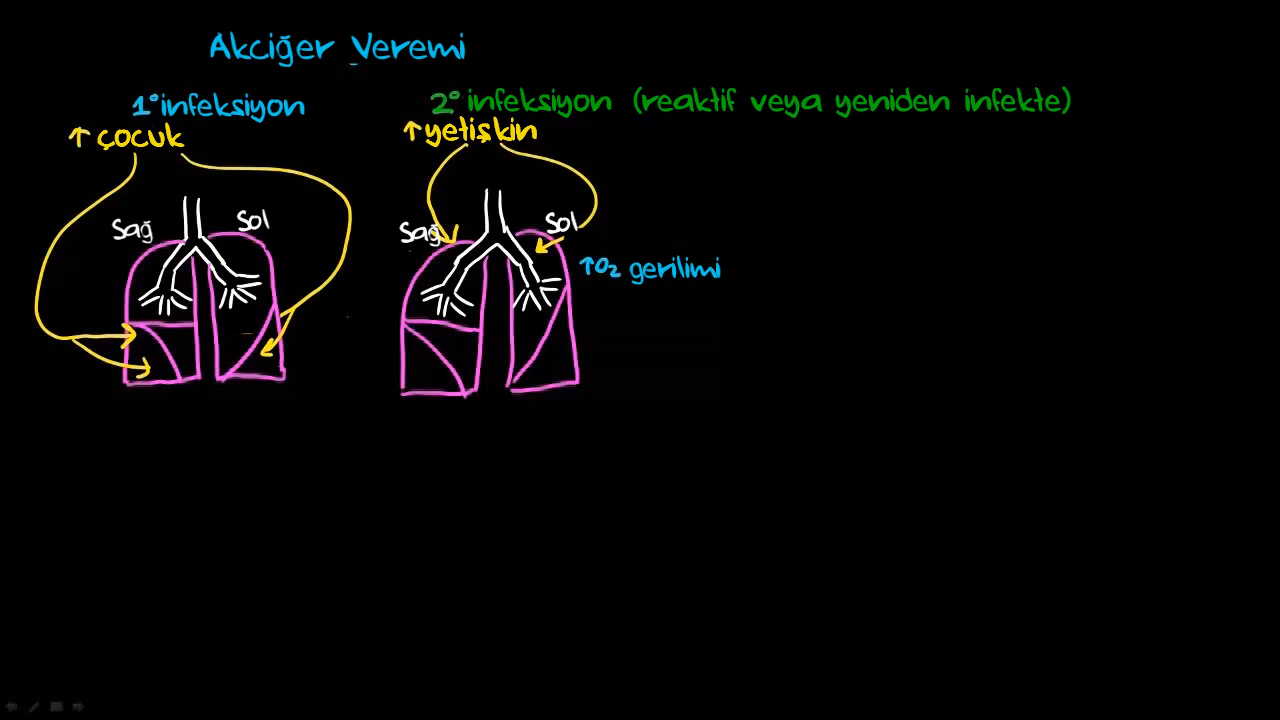 Akciğer Veremi
1° infeksiyon
↑ çocuk
Sağ
Sol
2° infeksiyon (reaktif veya yeniden infekte)
↑ yetişkin
Sağ
Sol
↑O₂ gerilimi